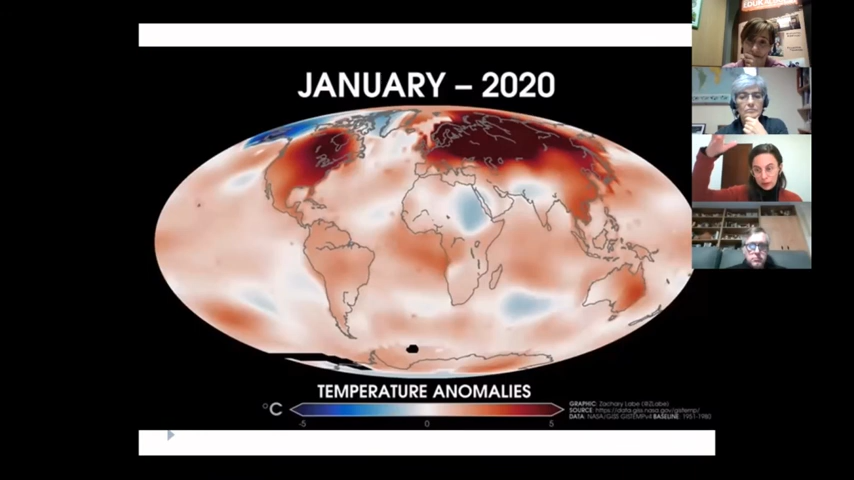 EDUKALBOAN
JANUARY – 2020
TEMPERATURE ANOMALIES
°C
-5
0
5
GRAPHIC: Zachary Labe (@ZLabe)
SOURCE: https://data.giss.nasa.gov/gistemp/
DATA: NASA/GISS GISTEMPv4 BASELINE: 1951-1980